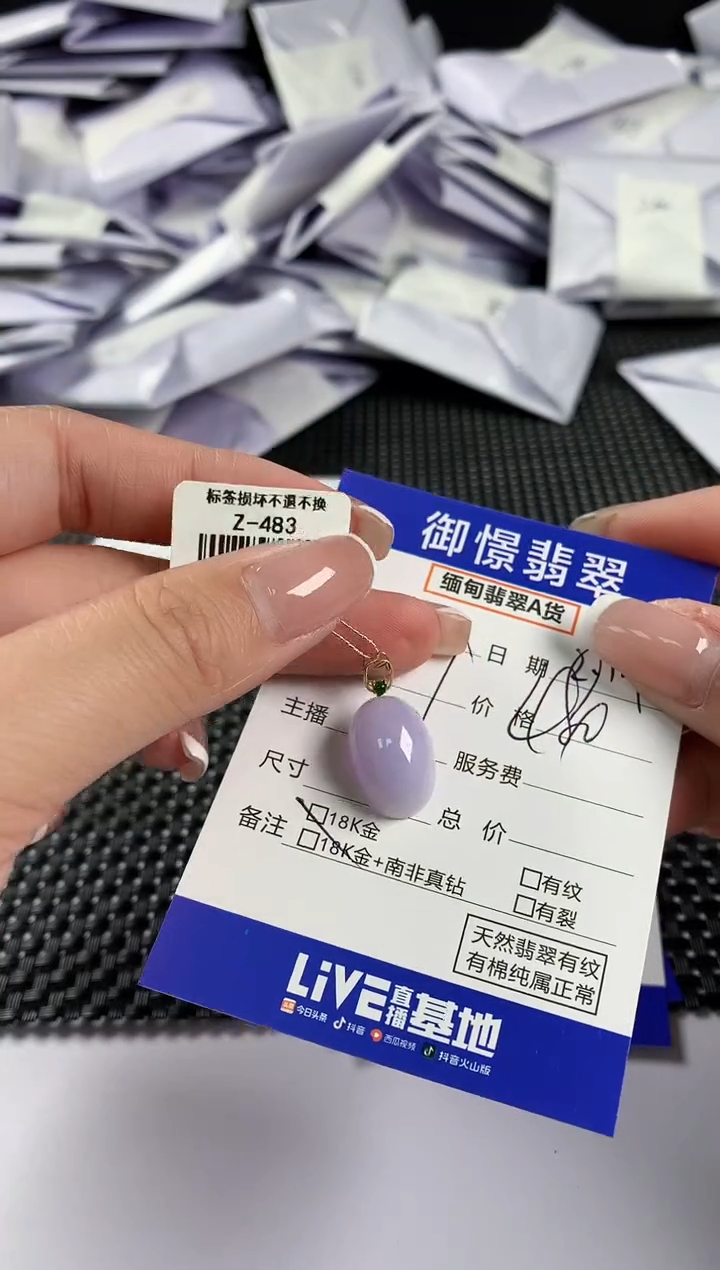 标签损坏不退不换
Z-483
御憬翡翠
缅甸翡翠A货
日期
价格
主播
服务费
尺寸
总价
备注 □18K金
□18K金+南非真钻
□有纹
□有裂
天然翡翠有纹
有棉纯属正常
LiVE直播基地
头条 今日头条 抖音 西瓜视频 抖音火山版